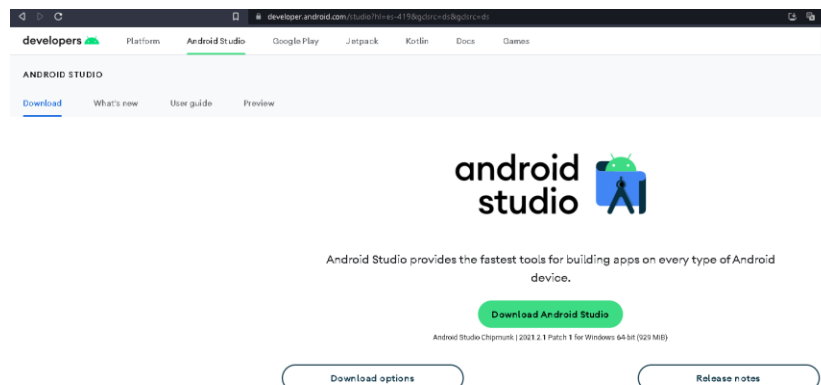 developer.android.com/studio?hl=es-419&gclsrc=ds&gclsrc=ds
developers Platform Android Studio Google Play Jetpack Kotlin Docs Games
ANDROID STUDIO
Download What's new User guide Preview
android
studio
Android Studio provides the fastest tools for building apps on every type of Android
device.
Download Android Studio
Android Studio Chipmunk | 2021.2.1 Patch 1 for Windows 64-bit (929 MiB)
Download options Release notes